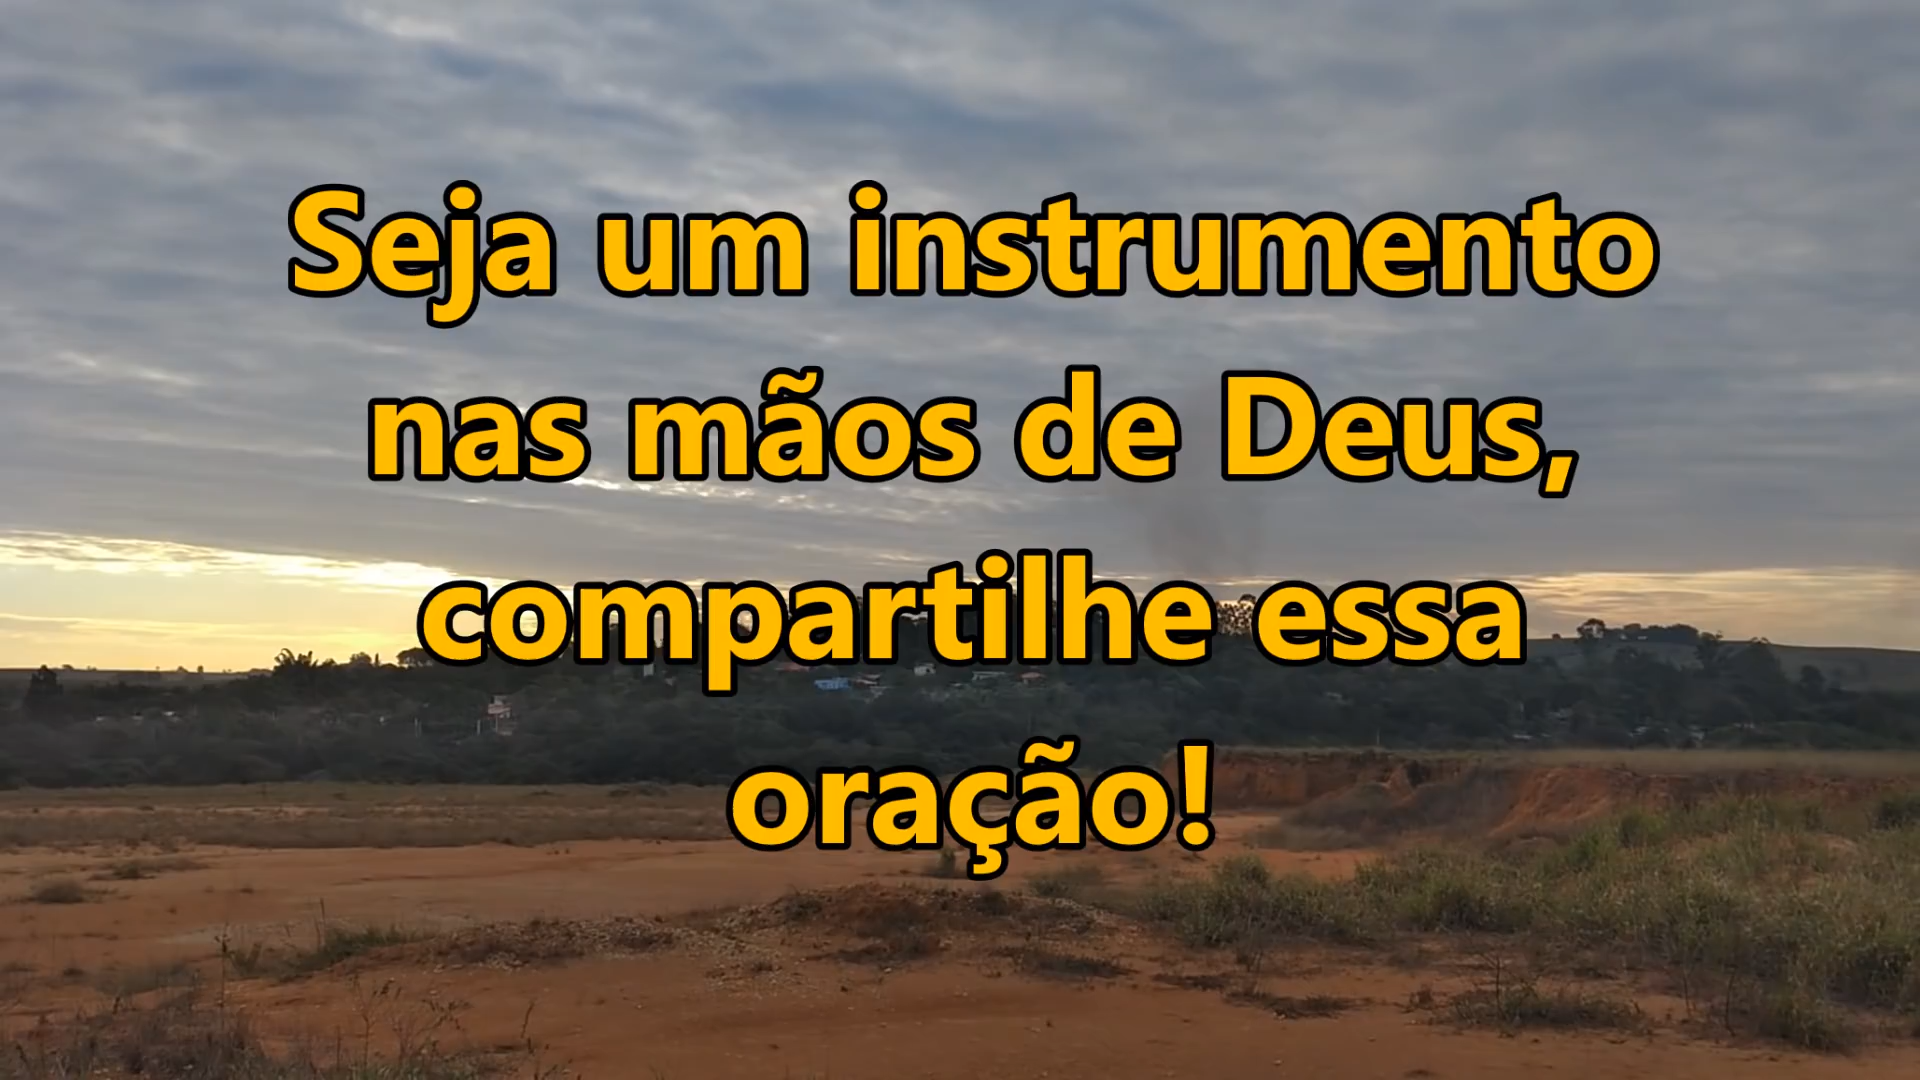 Seja um instrumento
nas mãos de Deus,
compartilhe essa
oração!